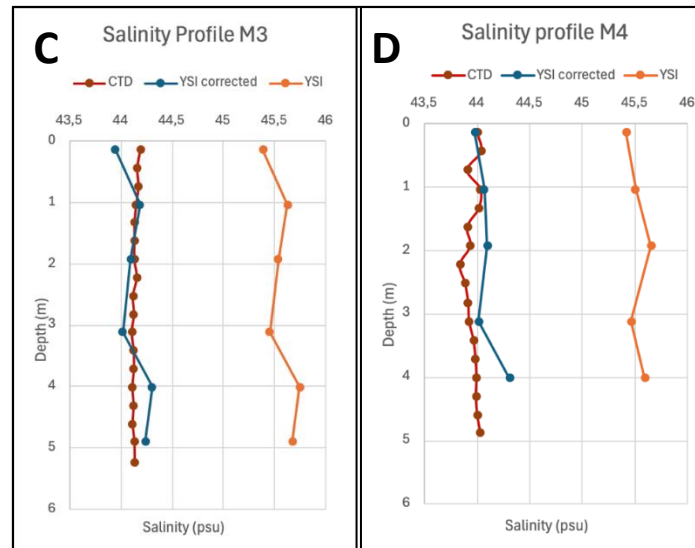 C
Salinity Profile M3
CTD YSI corrected YSI
43,5 44 44,5 45 45,5 46
0
1
2
3
4
5
6
Depth (m)
Salinity (psu)
D
Salinity profile M4
CTD YSI corrected YSI
43,5 44 44,5 45 45,5 46
0
1
2
3
4
5
6
Depth (m)
Salinity (psu)